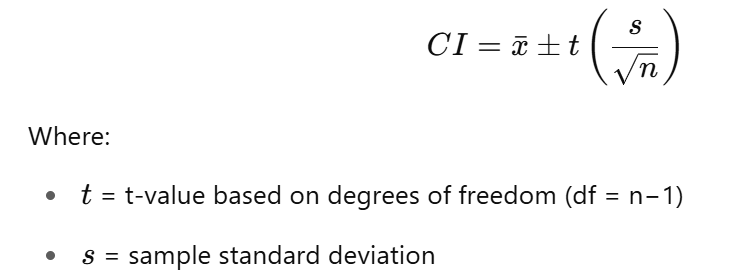 CI = x̄ ± t (s/√n)
Where:
• t = t-value based on degrees of freedom (df = n−1)
• s = sample standard deviation